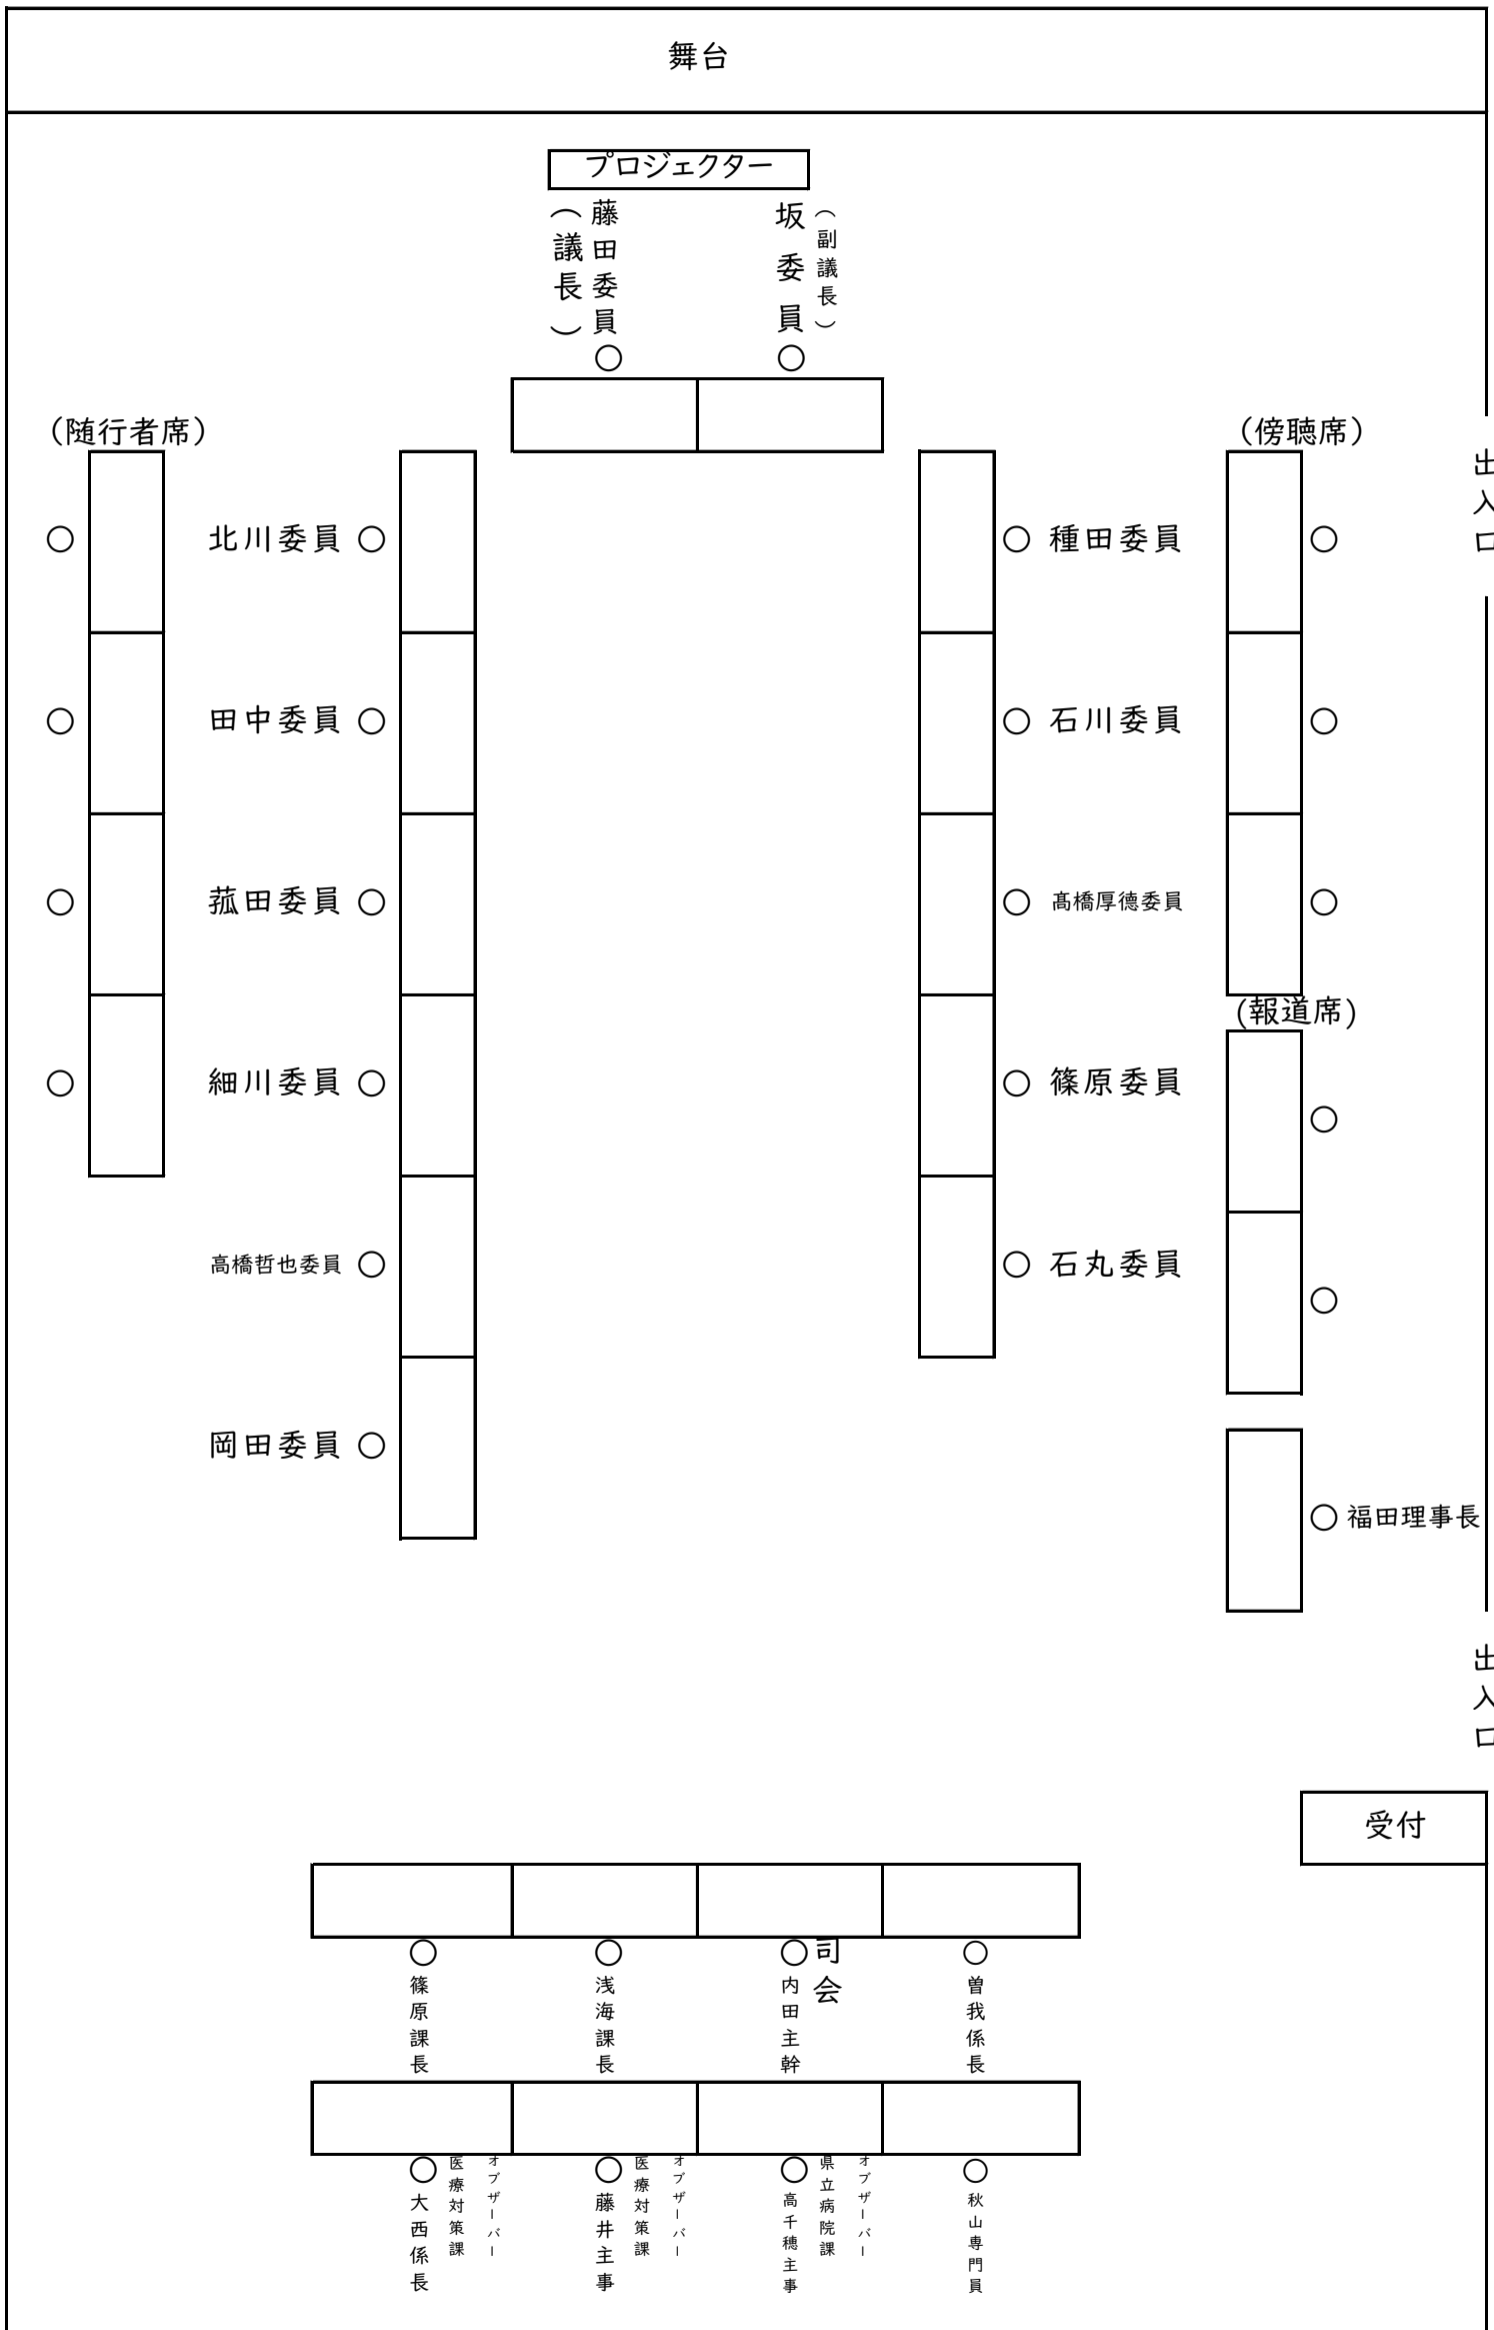 舞台
プロジェクター
藤田委員
（議長）
（副議長）
坂委員
（随行者席）
（傍聴席）
出入口
北川委員
種田委員
田中委員
石川委員
菰田委員
髙橋厚德委員
細川委員
（報道席）
篠原委員
高橋哲也委員
石丸委員
岡田委員
福田理事長
出入口
受付
篠原課長
浅海課長
司会
内田主幹
曽我係長
オブザーバー
医療対策課
大西係長
オブザーバー
医療対策課
藤井主事
オブザーバー
県立病院課
高千穂主事
秋山専門員